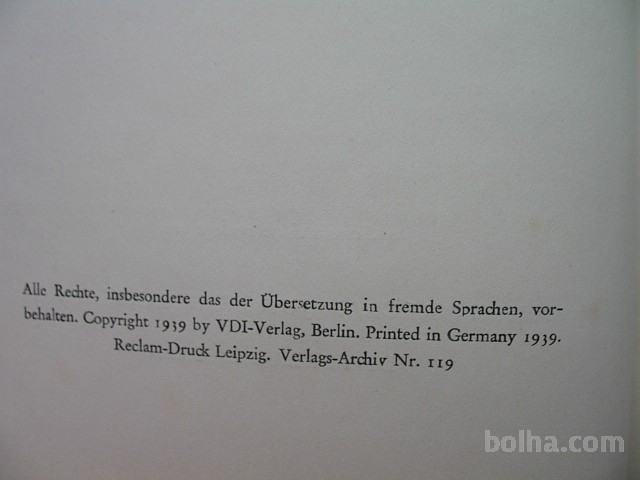 Alle Rechte, insbesondere das der Übersetzung in fremde Sprachen, vor-
behalten. Copyright 1939 by VDI-Verlag, Berlin. Printed in Germany 1939.
Reclam-Druck Leipzig. Verlags-Archiv Nr. 119
bolha.com